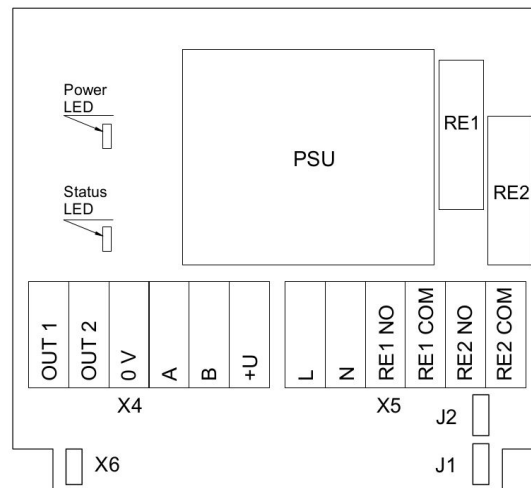 Power
LED
PSU
RE1
RE2
Status
LED
OUT 1
OUT 2
0 V
A
B
+U
L
N
RE1 NO
RE1 COM
RE2 NO
RE2 COM
X4
X5
J2
X6
J1